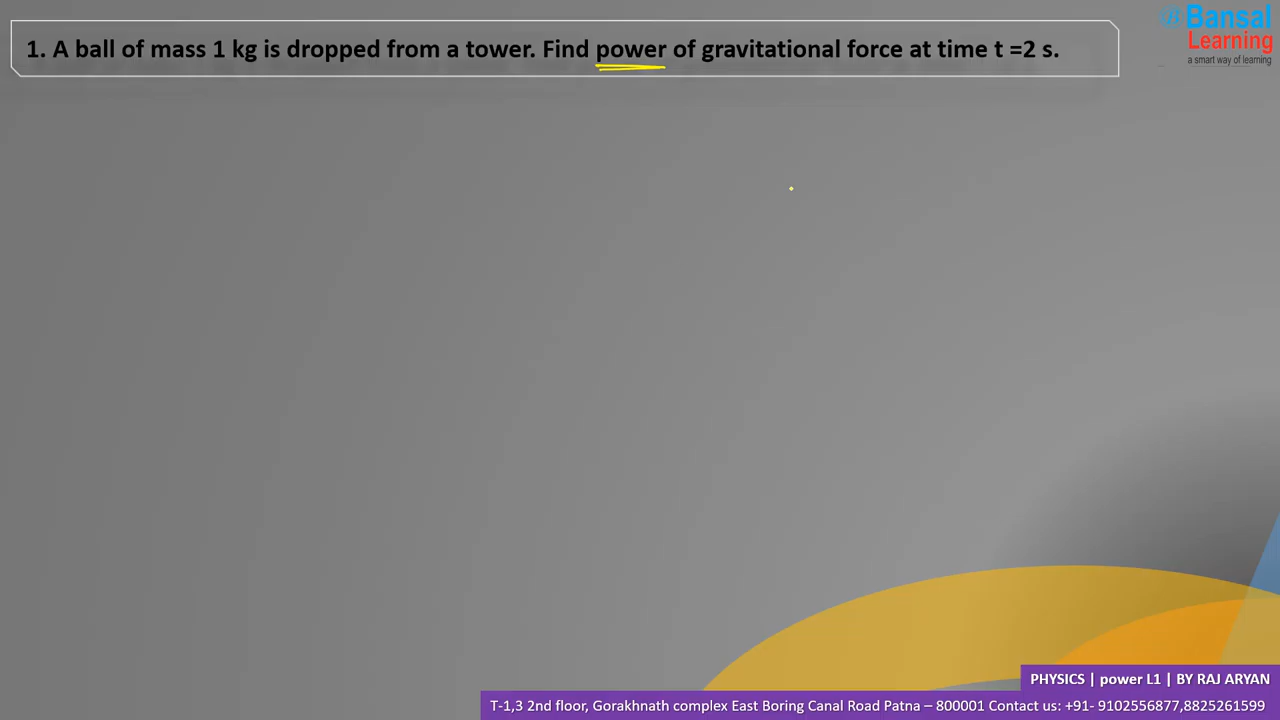 1. A ball of mass 1 kg is dropped from a tower. Find power of gravitational force at time t =2 s.
Bansal
Learning
a smart way of learning
PHYSICS | power L1 | BY RAJ ARYAN
T-1,3 2nd floor, Gorakhnath complex East Boring Canal Road Patna – 800001 Contact us: +91- 9102556877,8825261599